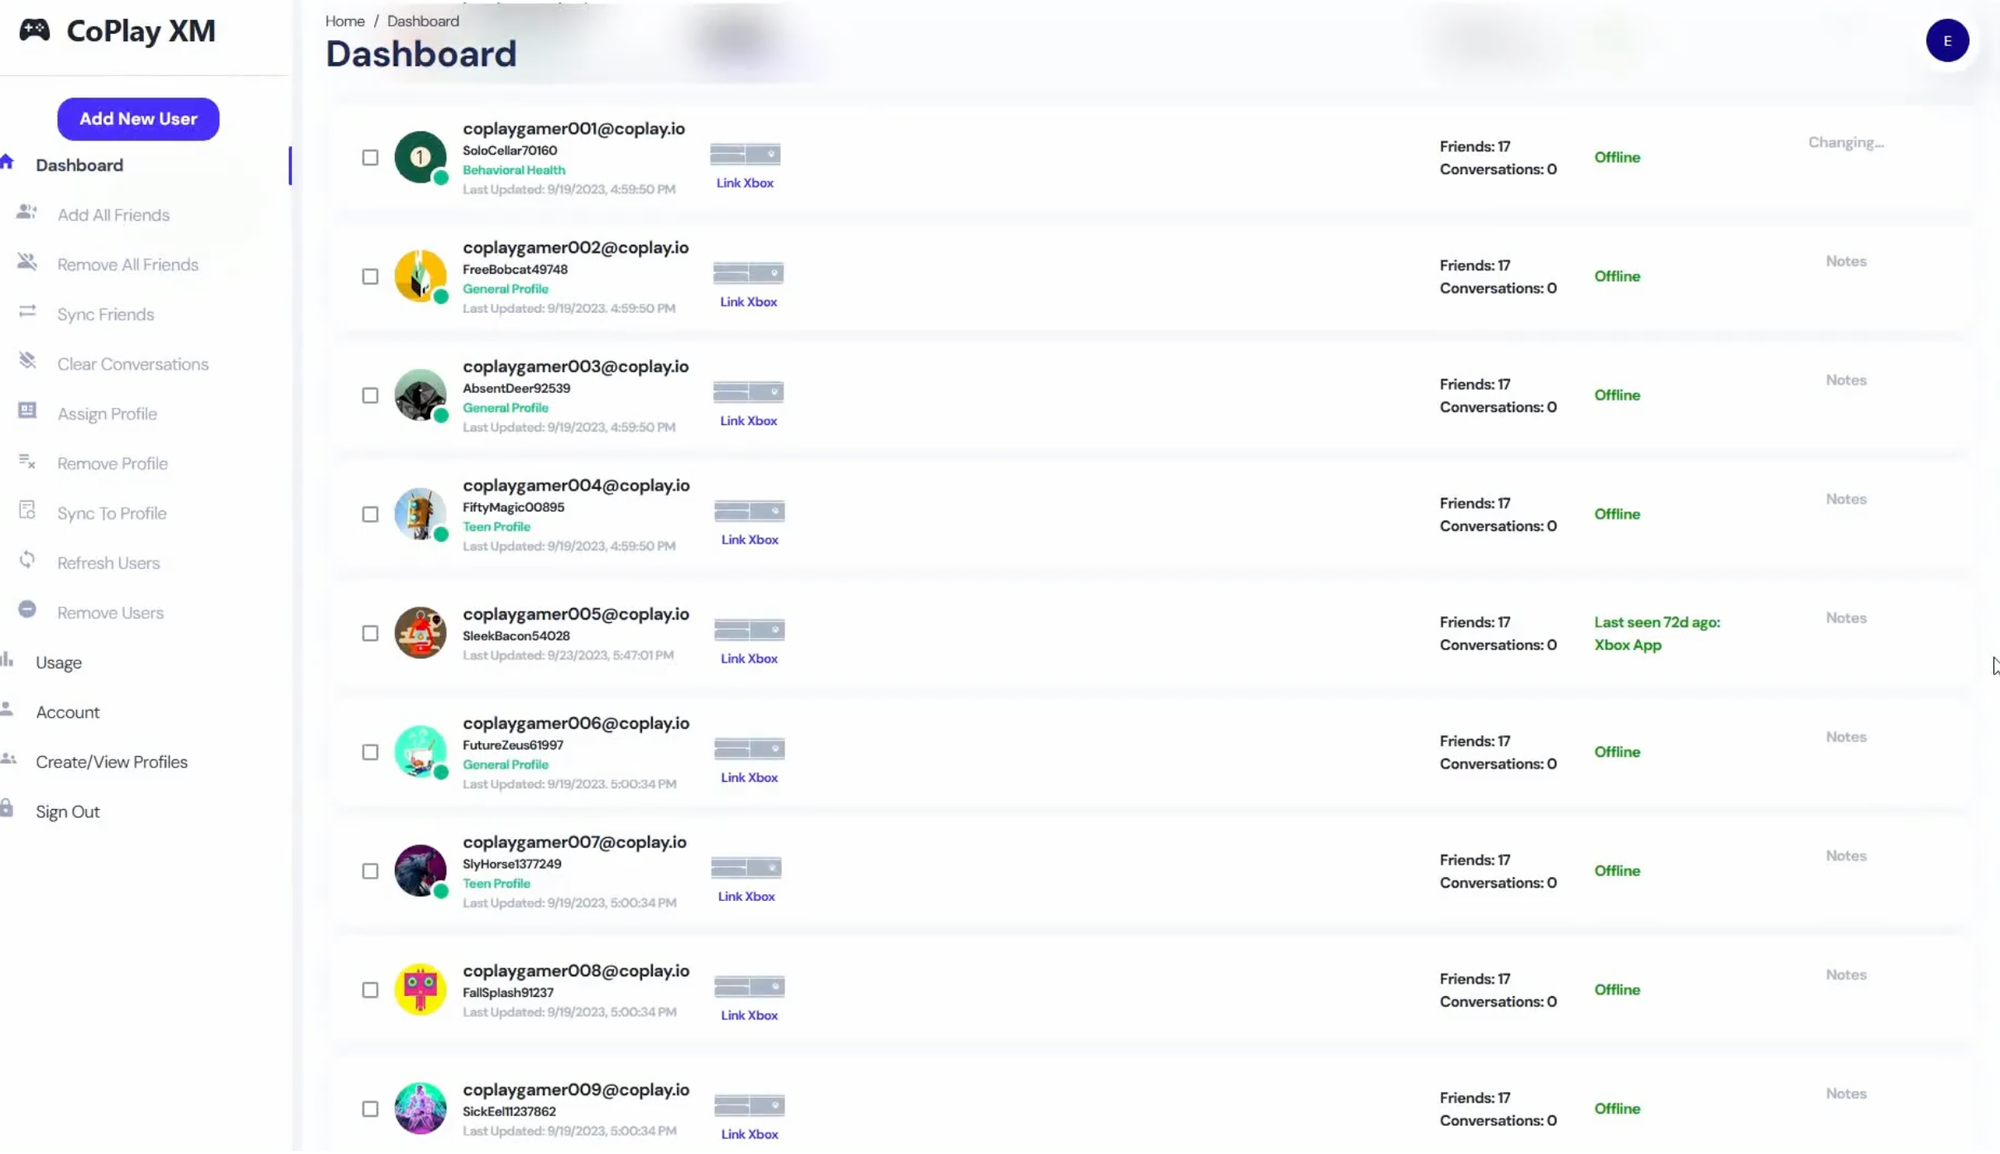 CoPlay XM
Add New User
Dashboard
Add All Friends
Remove All Friends
Sync Friends
Clear Conversations
Assign Profile
Remove Profile
Sync To Profile
Refresh Users
Remove Users
Usage
Account
Create/View Profiles
Sign Out
Home / Dashboard
Dashboard
E
coplaygamer001@coplay.io
SoloCellar70160
Behavioral Health
Last Updated: 9/19/2023, 4:59:50 PM
1
Link Xbox
Friends: 17
Conversations: 0
Offline
Changing...
coplaygamer002@coplay.io
FreeBobcat49748
General Profile
Last Updated: 9/19/2023, 4:59:50 PM
Link Xbox
Friends: 17
Conversations: 0
Offline
Notes
coplaygamer003@coplay.io
AbsentDeer92539
General Profile
Last Updated: 9/19/2023, 4:59:50 PM
Link Xbox
Friends: 17
Conversations: 0
Offline
Notes
coplaygamer004@coplay.io
FiftyMagic00895
Teen Profile
Last Updated: 9/19/2023, 4:59:50 PM
Link Xbox
Friends: 17
Conversations: 0
Offline
Notes
coplaygamer005@coplay.io
SleekBacon54028
Last Updated: 9/23/2023, 5:47:01 PM
Link Xbox
Friends: 17
Conversations: 0
Last seen 72d ago:
Xbox App
Notes
coplaygamer006@coplay.io
FutureZeus61997
General Profile
Last Updated: 9/19/2023, 5:00:34 PM
Link Xbox
Friends: 17
Conversations: 0
Offline
Notes
coplaygamer007@coplay.io
SlyHorse1377249
Teen Profile
Last Updated: 9/19/2023, 5:00:34 PM
Link Xbox
Friends: 17
Conversations: 0
Offline
Notes
coplaygamer008@coplay.io
FallSplash91237
Last Updated: 9/19/2023, 5:00:34 PM
Link Xbox
Friends: 17
Conversations: 0
Offline
Notes
coplaygamer009@coplay.io
SickEel11237862
Last Updated: 9/19/2023, 5:00:34 PM
Link Xbox
Friends: 17
Conversations: 0
Offline
Notes